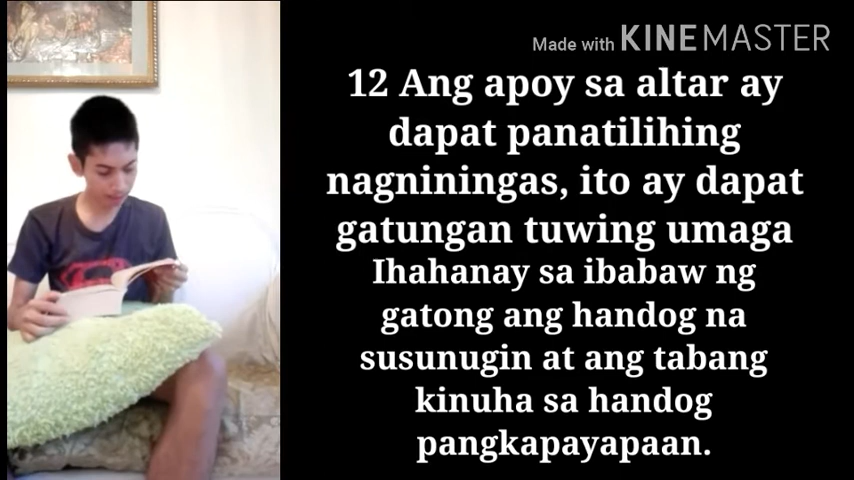 Made with KINEMASTER
12 Ang apoy sa altar ay
dapat panatilihing
nagniningas, ito ay dapat
gatungan tuwing umaga
Ihahanay sa ibabaw ng
gatong ang handog na
susunugin at ang tabang
kinuha sa handog
pangkapayapaan.